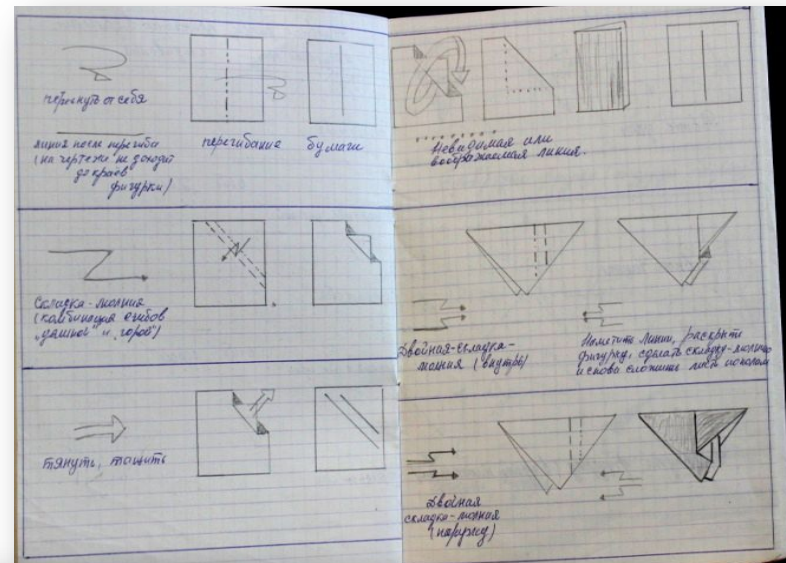 перегнуть от себя
линия после перегиба
(на чертеже не доходит
до краев
фигурки)
перегибание бумаги
складка-молния
(комбинация сгибов
"долиной" и "горой")
тянуть, тащить
Невидимая или
воображаемая линия.
Двойная-складка-
молния (внутрь)
Наметить линии, раскрыть
фигурку, сделать складку-молнию
и снова сложить лист пополам
Двойная
складка-молния
(наружу)